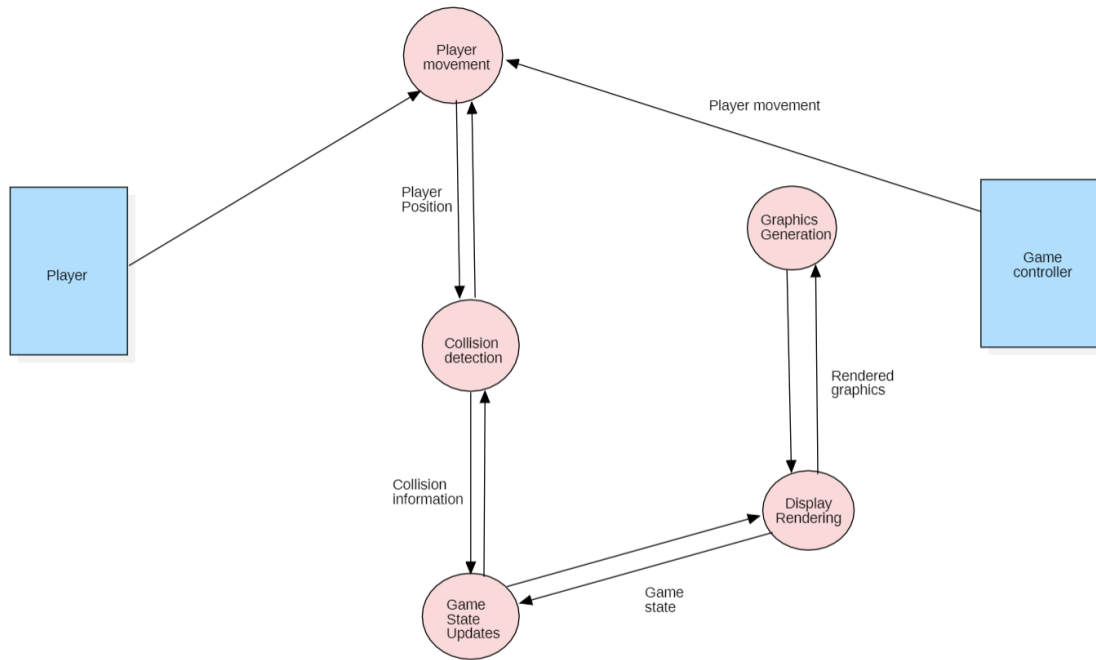 Player
movement
Player movement
Player
Position
Graphics
Generation
Player
Game
controller
Collision
detection
Rendered
graphics
Collision
information
Display
Rendering
Game
state
Game
State
Updates